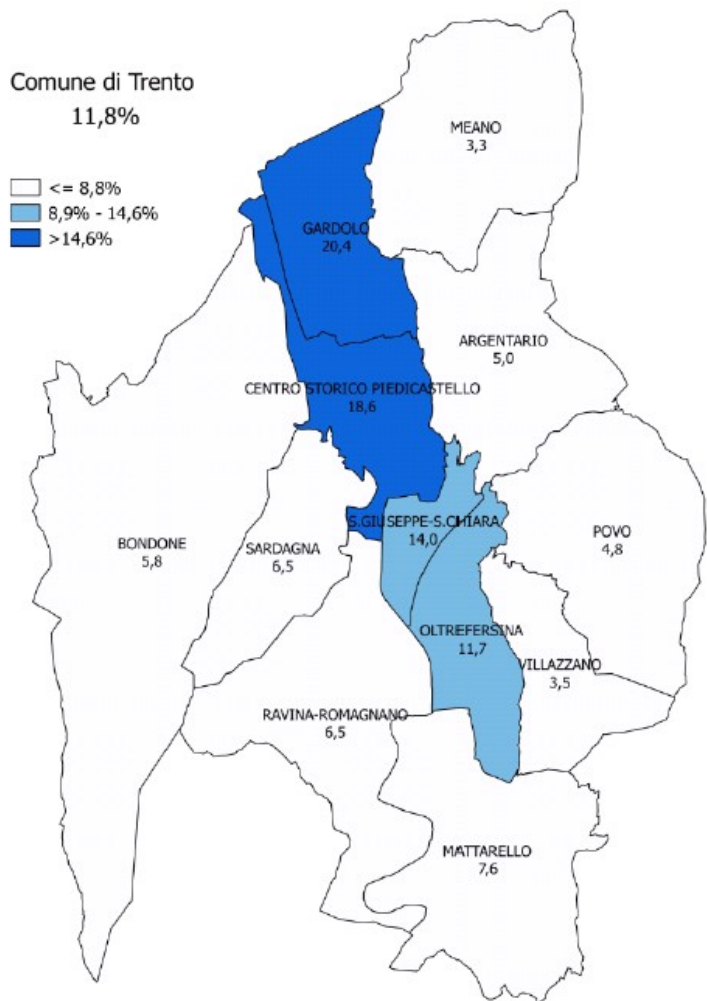 Comune di Trento
11,8%
<= 8,8%
8,9% - 14,6%
>14,6%
MEANO
3,3
GARDOLO
20,4
ARGENTARIO
5,0
CENTRO STORICO PIEDICASTELLO
18,6
S.GIUSEPPE-S.CHIARA
14,0
POVO
4,8
BONDONE
5,8
SARDAGNA
6,5
OLTREFERSINA
11,7
VILLAZZANO
3,5
RAVINA-ROMAGNANO
6,5
MATTARELLO
7,6